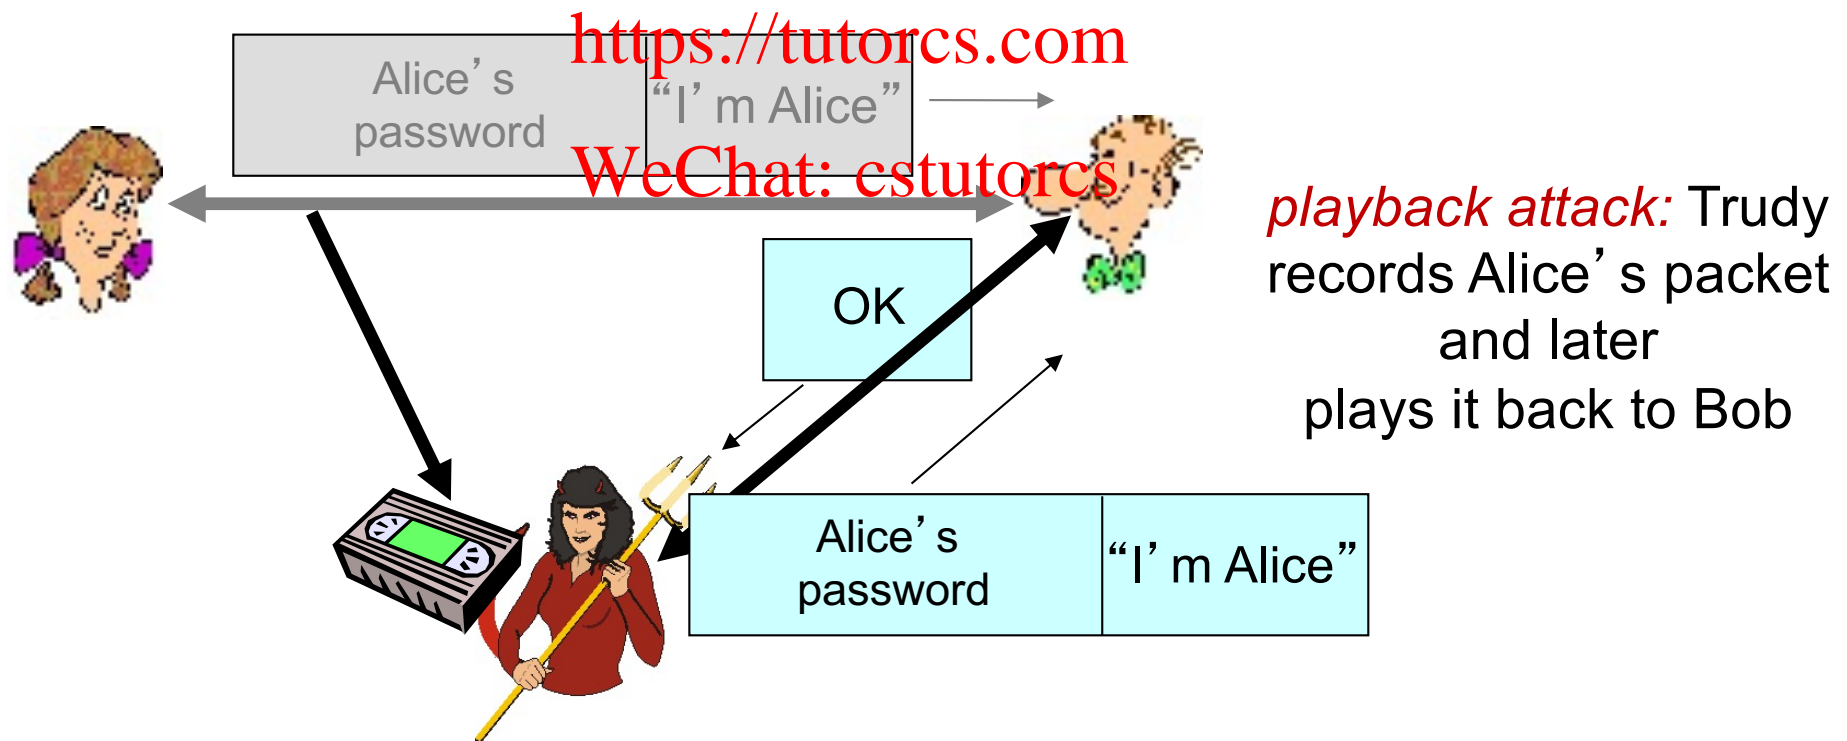 https://tutorcs.com
Alice’s
password
“I’m Alice”
WeChat: cstutorcs
OK
playback attack: Trudy
records Alice’s packet
and later
plays it back to Bob
Alice’s
password
“I’m Alice”